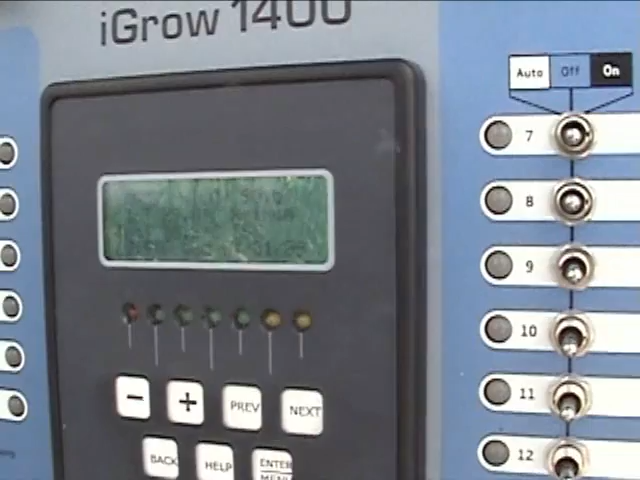 iGrow 1400
Auto Off On
7
8
9
10
11
12
− + PREV NEXT
BACK HELP ENTER
MENU